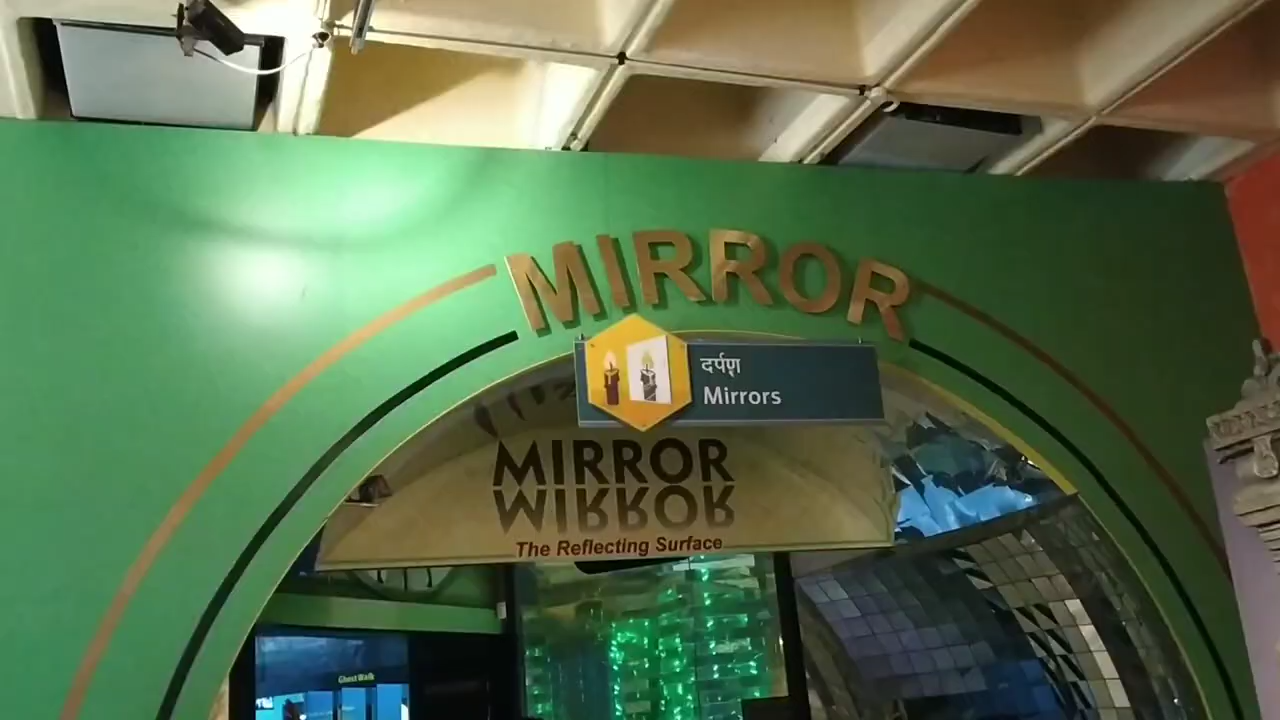 MIRROR
दर्पण
Mirrors
MIRROR
MIRROR
The Reflecting Surface
Ghost Walk